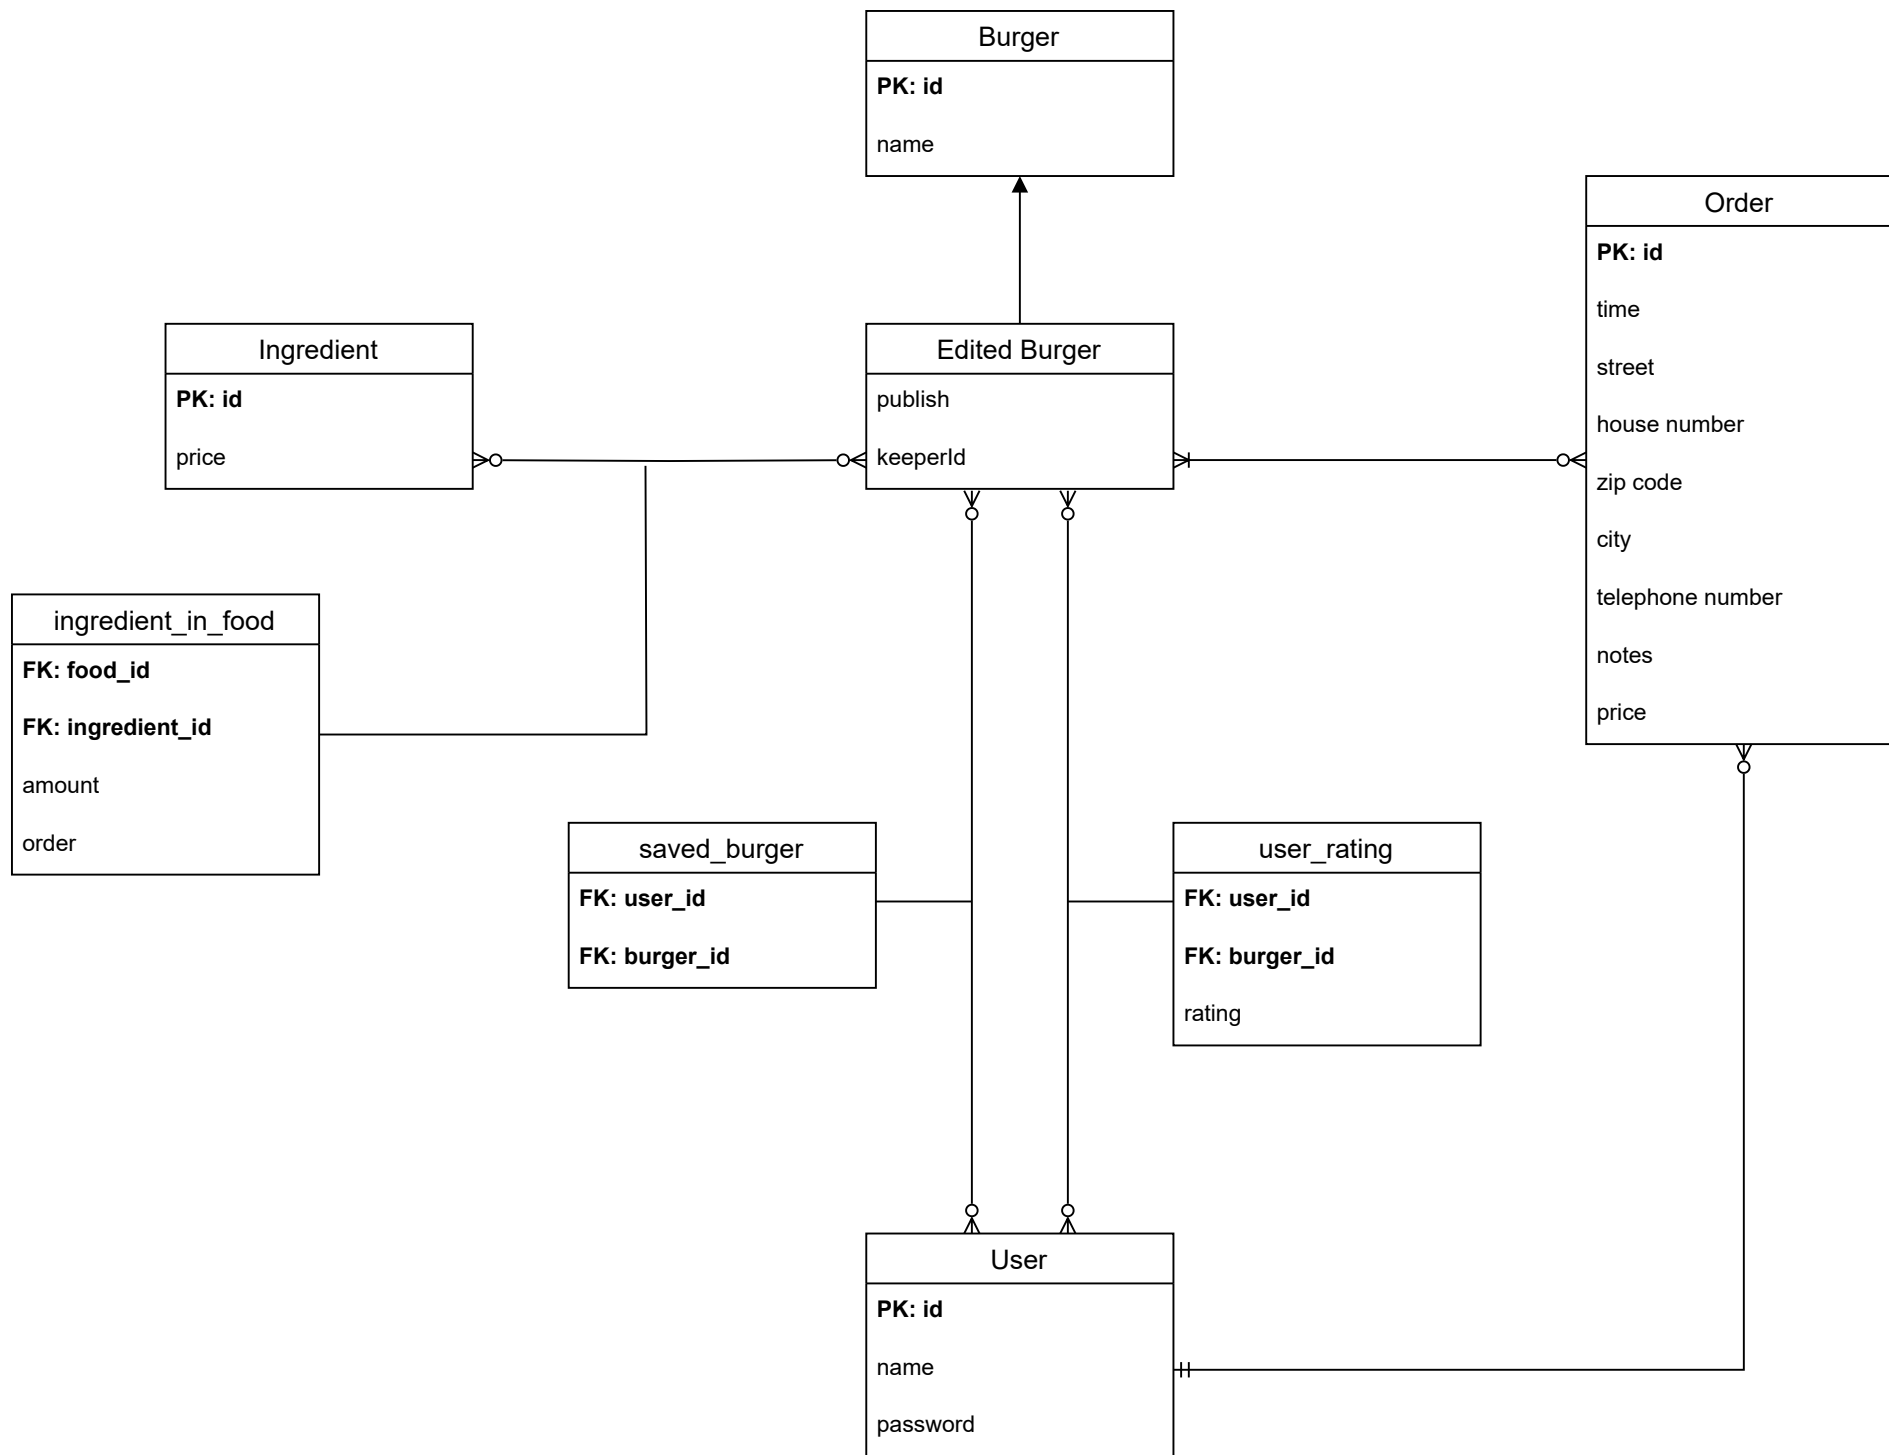 Burger
PK: id
name
Order
PK: id
time
street
house number
zip code
city
telephone number
notes
price
Ingredient
PK: id
price
Edited Burger
publish
keeperId
ingredient_in_food
FK: food_id
FK: ingredient_id
amount
order
saved_burger
FK: user_id
FK: burger_id
user_rating
FK: user_id
FK: burger_id
rating
User
PK: id
name
password